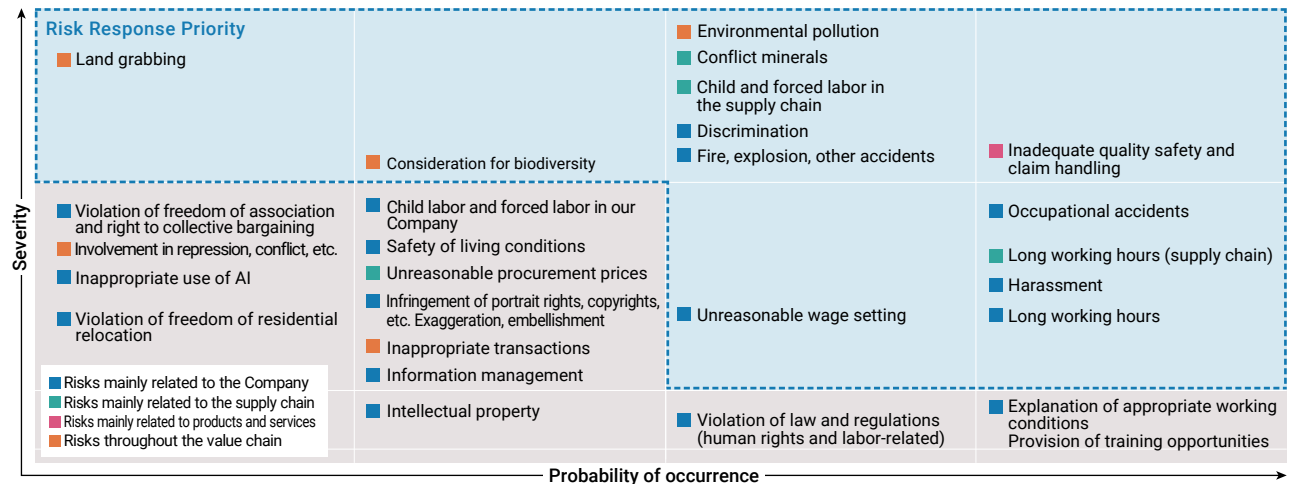 Risk Response Priority
Land grabbing
Environmental pollution
Conflict minerals
Child and forced labor in
the supply chain
Discrimination
Fire, explosion, other accidents
Consideration for biodiversity
Inadequate quality safety and
claim handling
Violation of freedom of association
and right to collective bargaining
Involvement in repression, conflict, etc.
Inappropriate use of AI
Violation of freedom of residential
relocation
Child labor and forced labor in our
Company
Safety of living conditions
Unreasonable procurement prices
Infringement of portrait rights, copyrights,
etc. Exaggeration, embellishment
Inappropriate transactions
Information management
Unreasonable wage setting
Occupational accidents
Long working hours (supply chain)
Harassment
Long working hours
Risks mainly related to the Company
Risks mainly related to the supply chain
Risks mainly related to products and services
Risks throughout the value chain
Intellectual property
Violation of law and regulations
(human rights and labor-related)
Explanation of appropriate working
conditions
Provision of training opportunities
Severity
Probability of occurrence